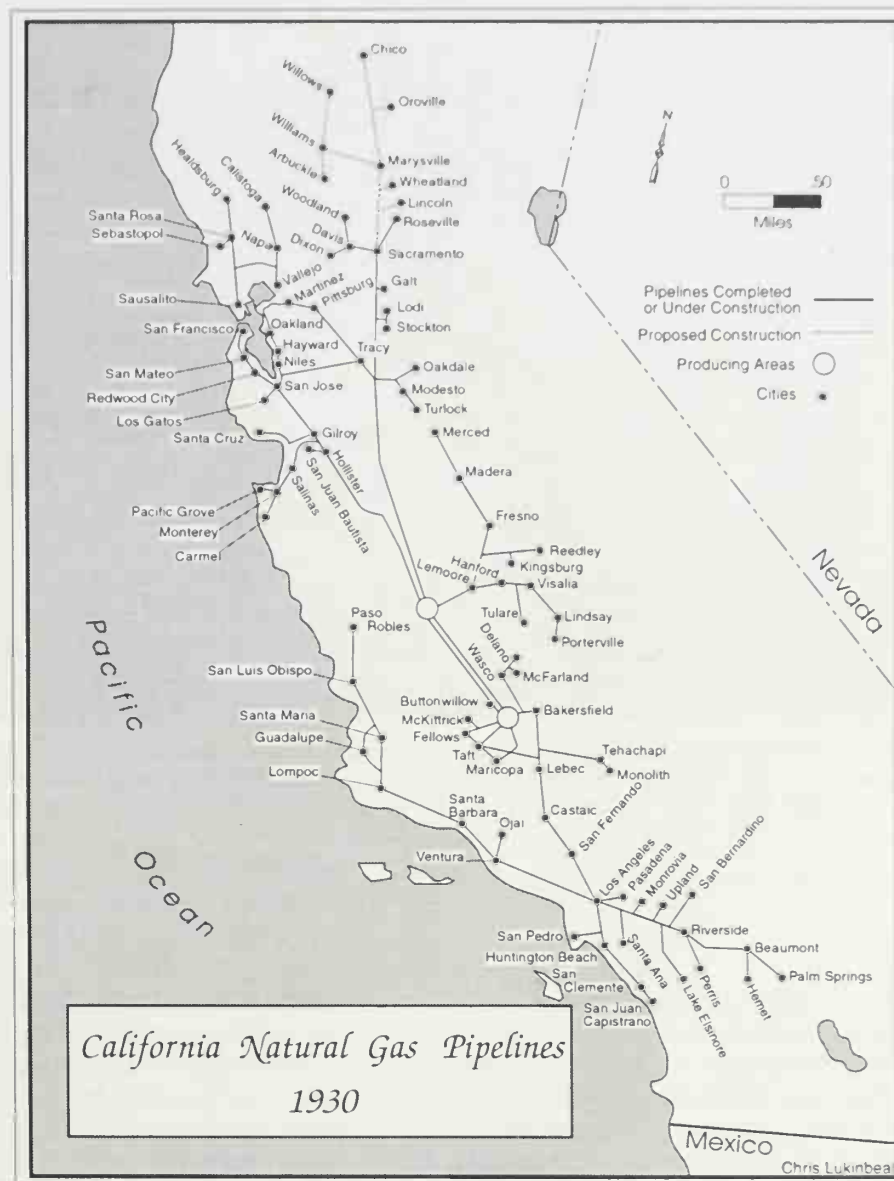 Chico
Willows
Oroville
Williams
Marysville
Arbuckle
Wheatland
Healdsburg
Calistoga
Woodland
Lincoln
Santa Rosa
Roseville
Sebastopol
Napa
Davis
Dixon
Sacramento
Vallejo
Martinez
Pittsburg
Galt
Sausalito
Lodi
San Francisco
Oakland
Stockton
Hayward
Tracy
Niles
Oakdale
San Mateo
San Jose
Modesto
Redwood City
Turlock
Los Gatos
Merced
Santa Cruz
Gilroy
Hollister
San Juan Bautista
Salinas
Madera
Pacific Grove
Monterey
Carmel
Fresno
Reedley
Kingsburg
Hanford
Lemoore
Visalia
Tulare
Lindsay
Porterville
Delano
Wasco
McFarland
Paso
Robles
San Luis Obispo
Buttonwillow
Bakersfield
McKittrick
Fellows
Taft
Maricopa
Santa Maria
Guadalupe
Lompoc
Tehachapi
Monolith
Lebec
Castaic
San Fernando
Santa
Barbara
Ojai
Ventura
Los Angeles
Pasadena
Monrovia
Upland
San Bernardino
Riverside
San Pedro
Huntington Beach
Santa Ana
Beaumont
Palm Springs
San
Clemente
San Juan
Capistrano
Lake Elsinore
Perris
Hemet
N
0 50
Miles
Pipelines Completed
or Under Construction
Proposed Construction
Producing Areas
Cities
Nevada
Pacific
Ocean
Mexico
California Natural Gas Pipelines
1930
Chris Lukinbeal